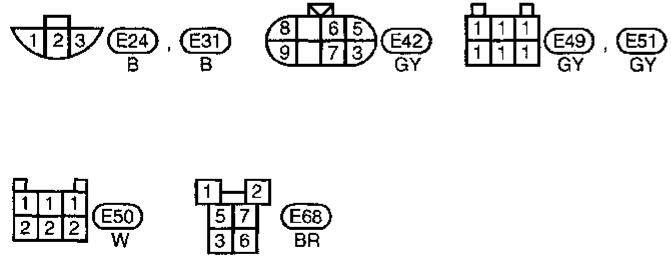 1 2 3 E24 , E31
B B
8 6 5 E42
9 7 3 GY
1 1 1 E49 , E51
1 1 1 GY GY
1 1 1 E50
2 2 2 W
1 2
5 7 E68
3 6 BR